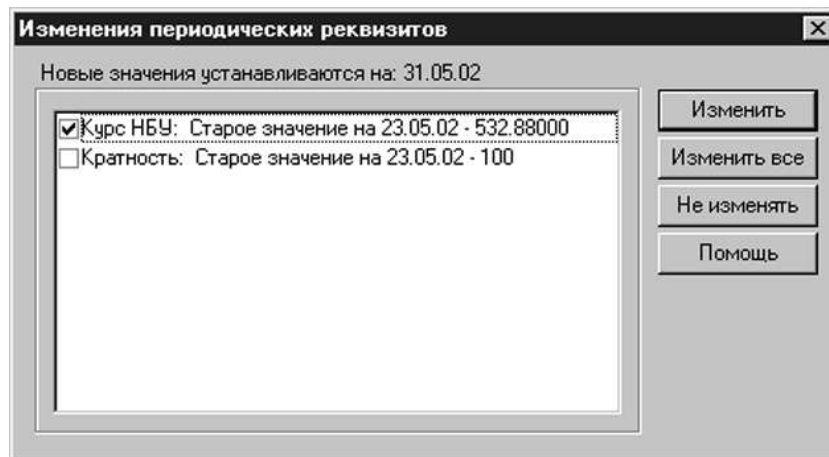 Изменения периодических реквизитов
Новые значения устанавливаются на: 31.05.02
Курс НБУ: Старое значение на 23.05.02 - 532.88000
Кратность: Старое значение на 23.05.02 - 100
Изменить
Изменить все
Не изменять
Помощь